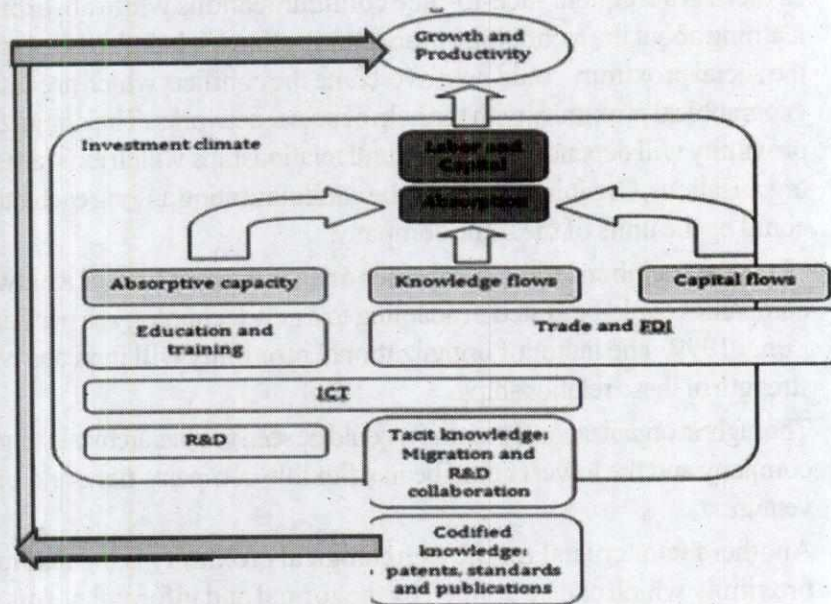 Growth and
Productivity
Investment climate
Labor and
Capital
Absorption
Absorptive capacity
Knowledge flows
Capital flows
Education and
training
Trade and FDI
ICT
R&D
Tacit knowledge:
Migration and
R&D
collaboration
Codified
knowledge:
patents, standards
and publications